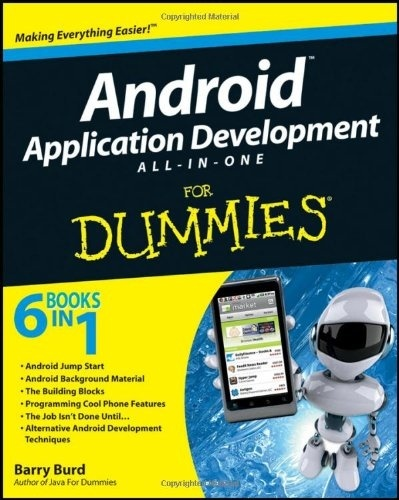 Making Everything Easier!™
Android™
Application Development
ALL-IN-ONE
FOR
DUMMIES®
6 BOOKS IN 1
• Android Jump Start
• Android Background Material
• The Building Blocks
• Programming Cool Phone Features
• The Job Isn't Done Until…
• Alternative Android Development
Techniques
Barry Burd
Author of Java For Dummies
market